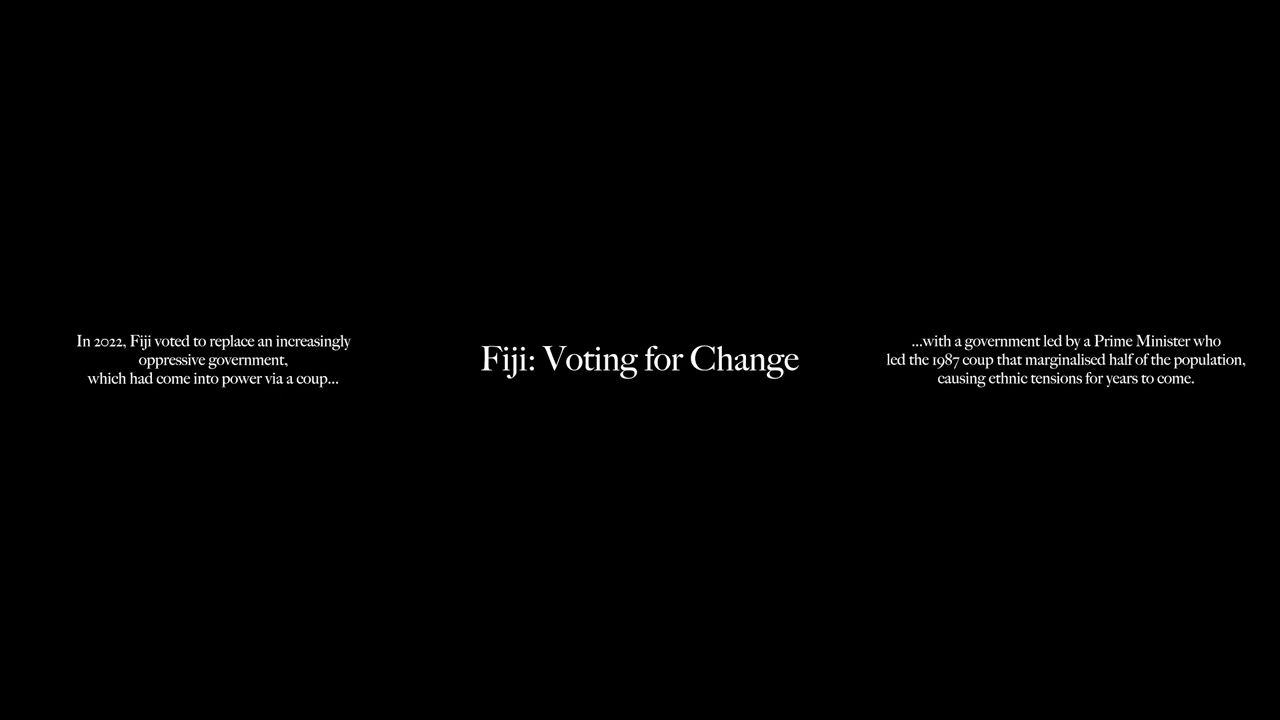 In 2022, Fiji voted to replace an increasingly
oppressive government,
which had come into power via a coup...
Fiji: Voting for Change
...with a government led by a Prime Minister who
led the 1987 coup that marginalised half of the population,
causing ethnic tensions for years to come.